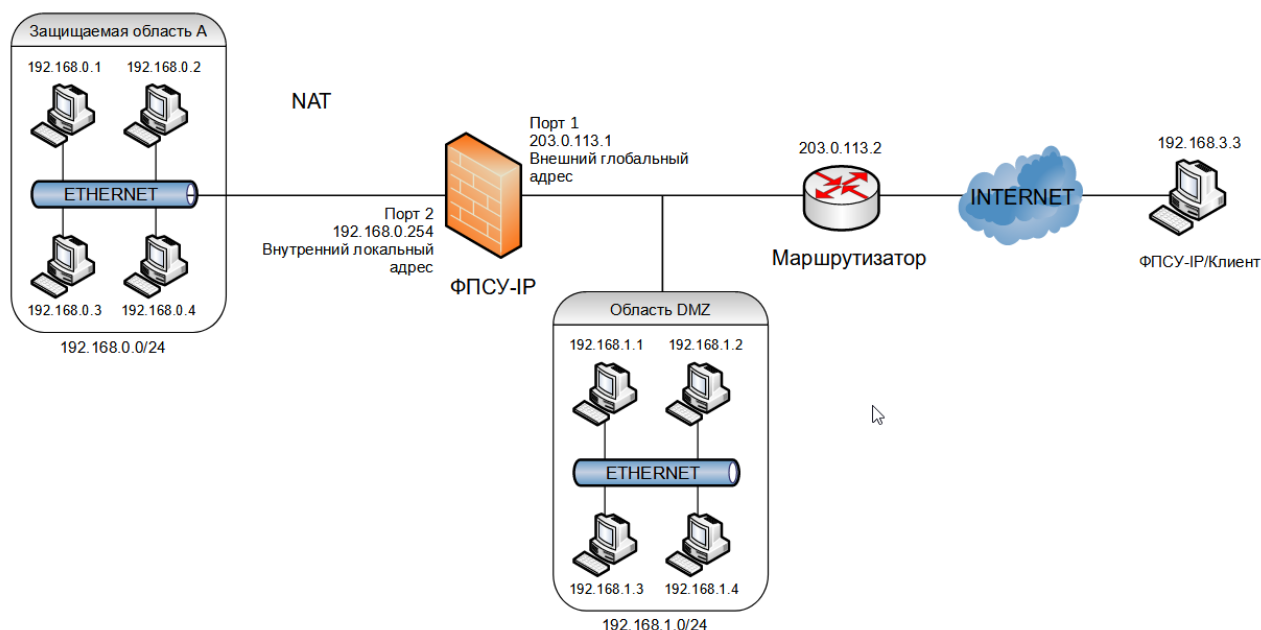 Защищаемая область А
192.168.0.1
192.168.0.2
ETHERNET
192.168.0.3
192.168.0.4
192.168.0.0/24
NAT
Порт 2
192.168.0.254
Внутренний локальный
адрес
ФПСУ-IP
Порт 1
203.0.113.1
Внешний глобальный
адрес
203.0.113.2
Маршрутизатор
INTERNET
192.168.3.3
ФПСУ-IP/Клиент
Область DMZ
192.168.1.1
192.168.1.2
ETHERNET
192.168.1.3
192.168.1.4
192.168.1.0/24